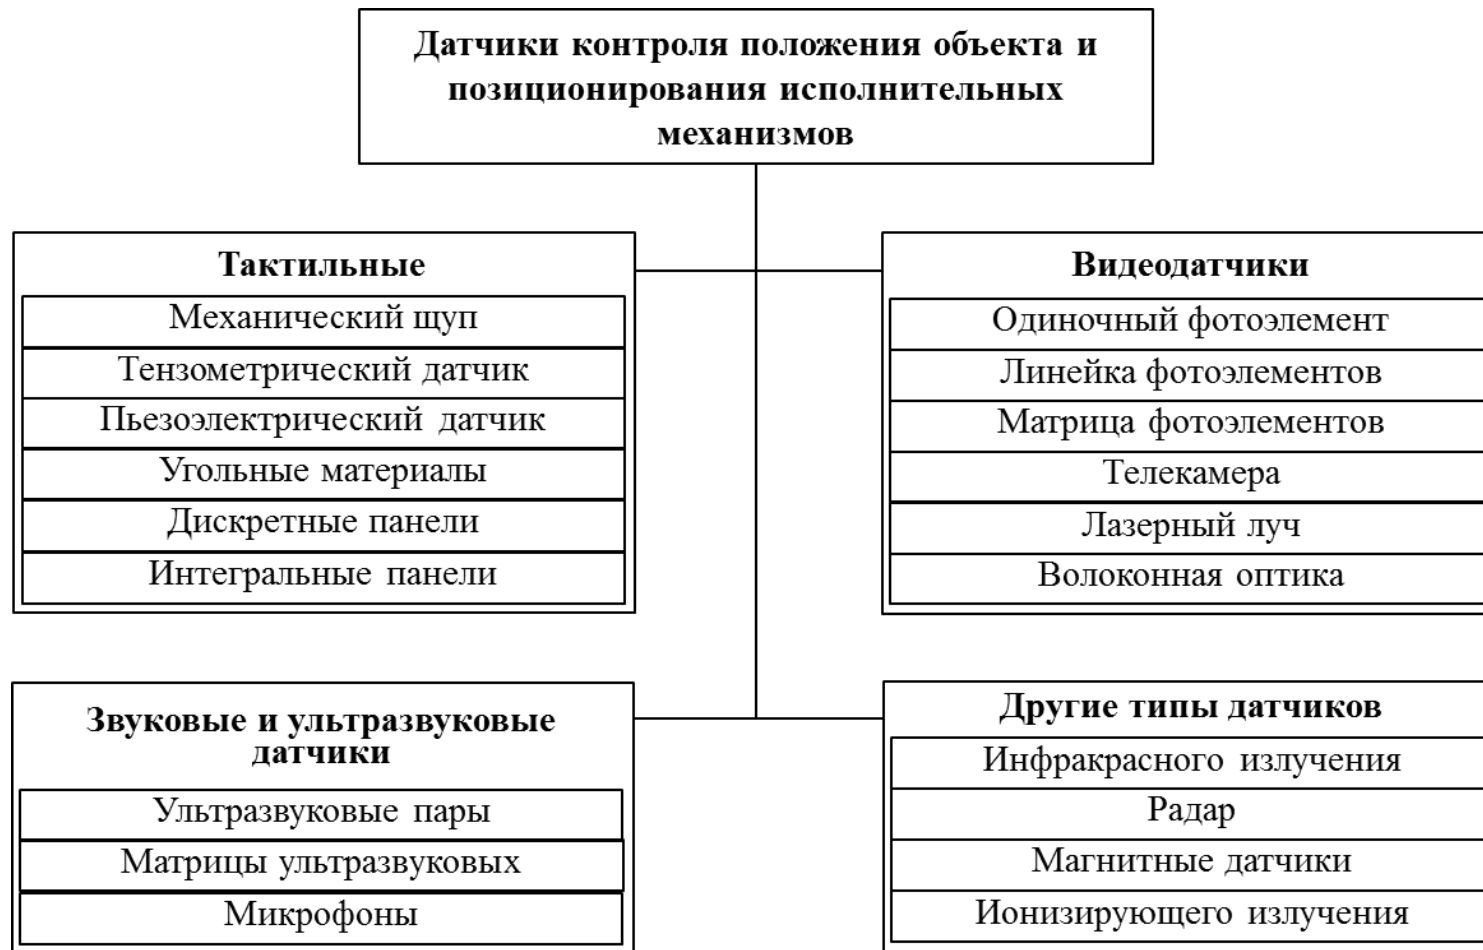 Датчики контроля положения объекта и
позиционирования исполнительных
механизмов
Тактильные
Механический щуп
Тензометрический датчик
Пьезоэлектрический датчик
Угольные материалы
Дискретные панели
Интегральные панели
Видеодатчики
Одиночный фотоэлемент
Линейка фотоэлементов
Матрица фотоэлементов
Телекамера
Лазерный луч
Волоконная оптика
Звуковые и ультразвуковые
датчики
Ультразвуковые пары
Матрицы ультразвуковых
Микрофоны
Другие типы датчиков
Инфракрасного излучения
Радар
Магнитные датчики
Ионизирующего излучения